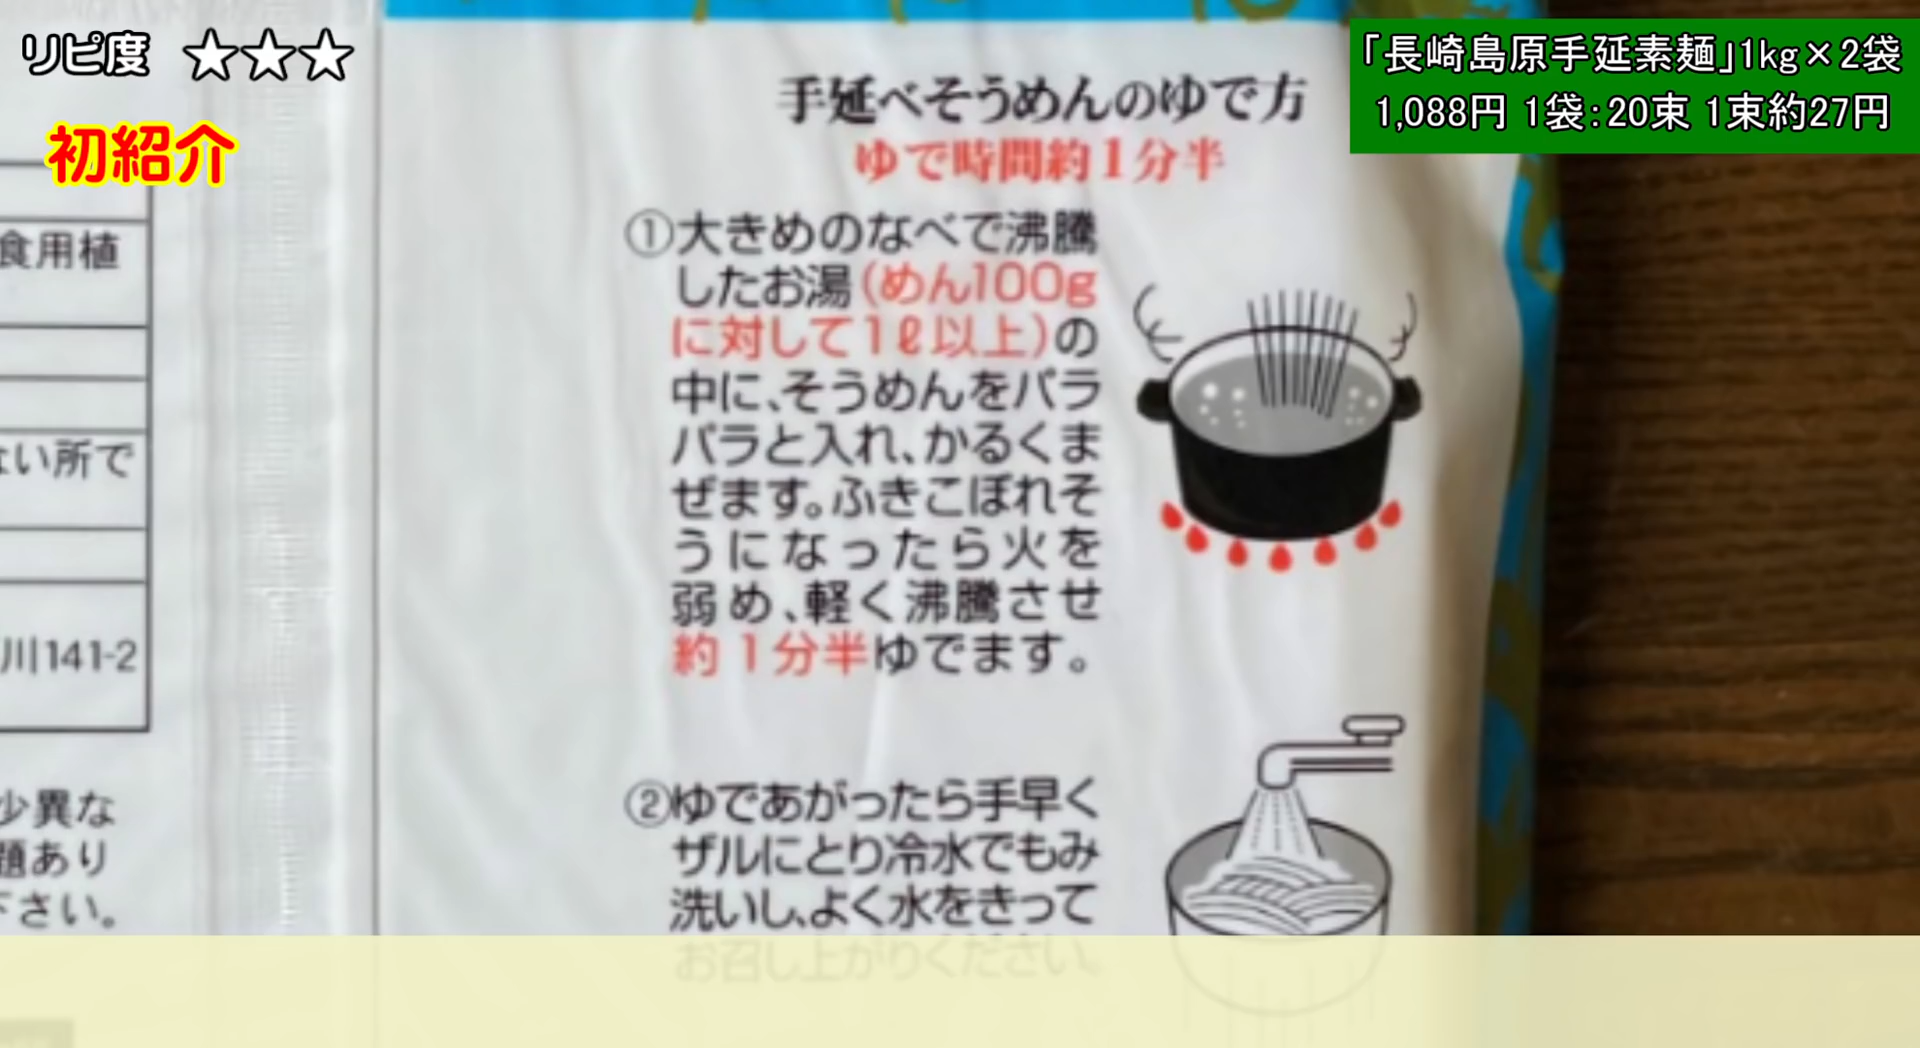 リピ度 ★★★
初紹介
「長崎島原手延素麺」1kg×2袋
1,088円 1袋:20束 1束約27円
食用植
ない所で
川141-2
少異な
題あり
下さい。
手延べそうめんのゆで方
ゆで時間約1分半
①大きめのなべで沸騰
したお湯(めん100g
に対して1ℓ以上)の
中に、そうめんをパラ
パラと入れ、かるくま
ぜます。ふきこぼれそ
うになったら火を
弱め、軽く沸騰させ
約1分半ゆでます。
②ゆであがったら手早く
ザルにとり冷水でもみ
洗いし、よく水をきって
お召し上がりください。